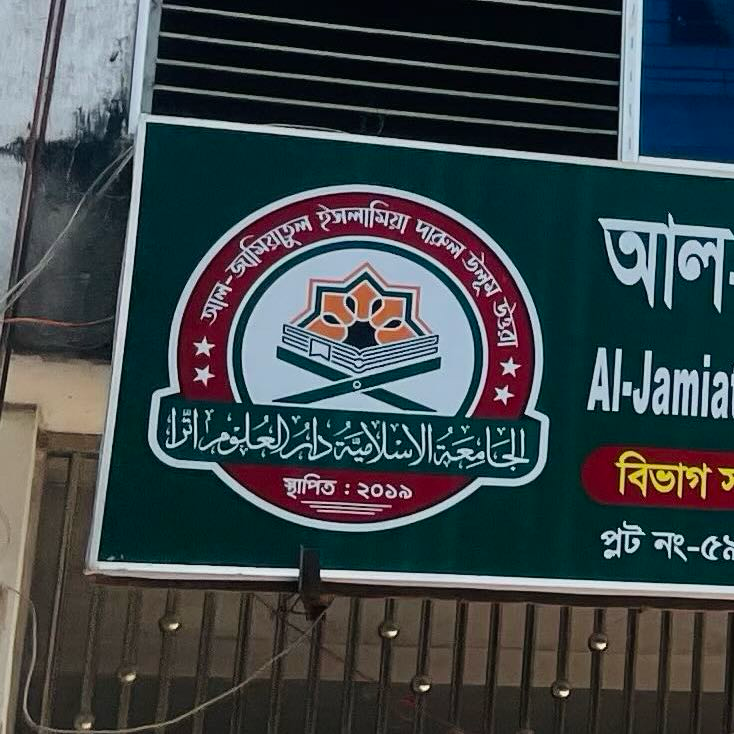 আল-জামিয়াতুল ইসলামিয়া দারুল উলূম উত্তরা
الجامعة الاسلامية دار العلوم اترا
স্থাপিত : ২০১৯
আল-
Al-Jamiat
বিভাগ স
প্লট নং-৫৯